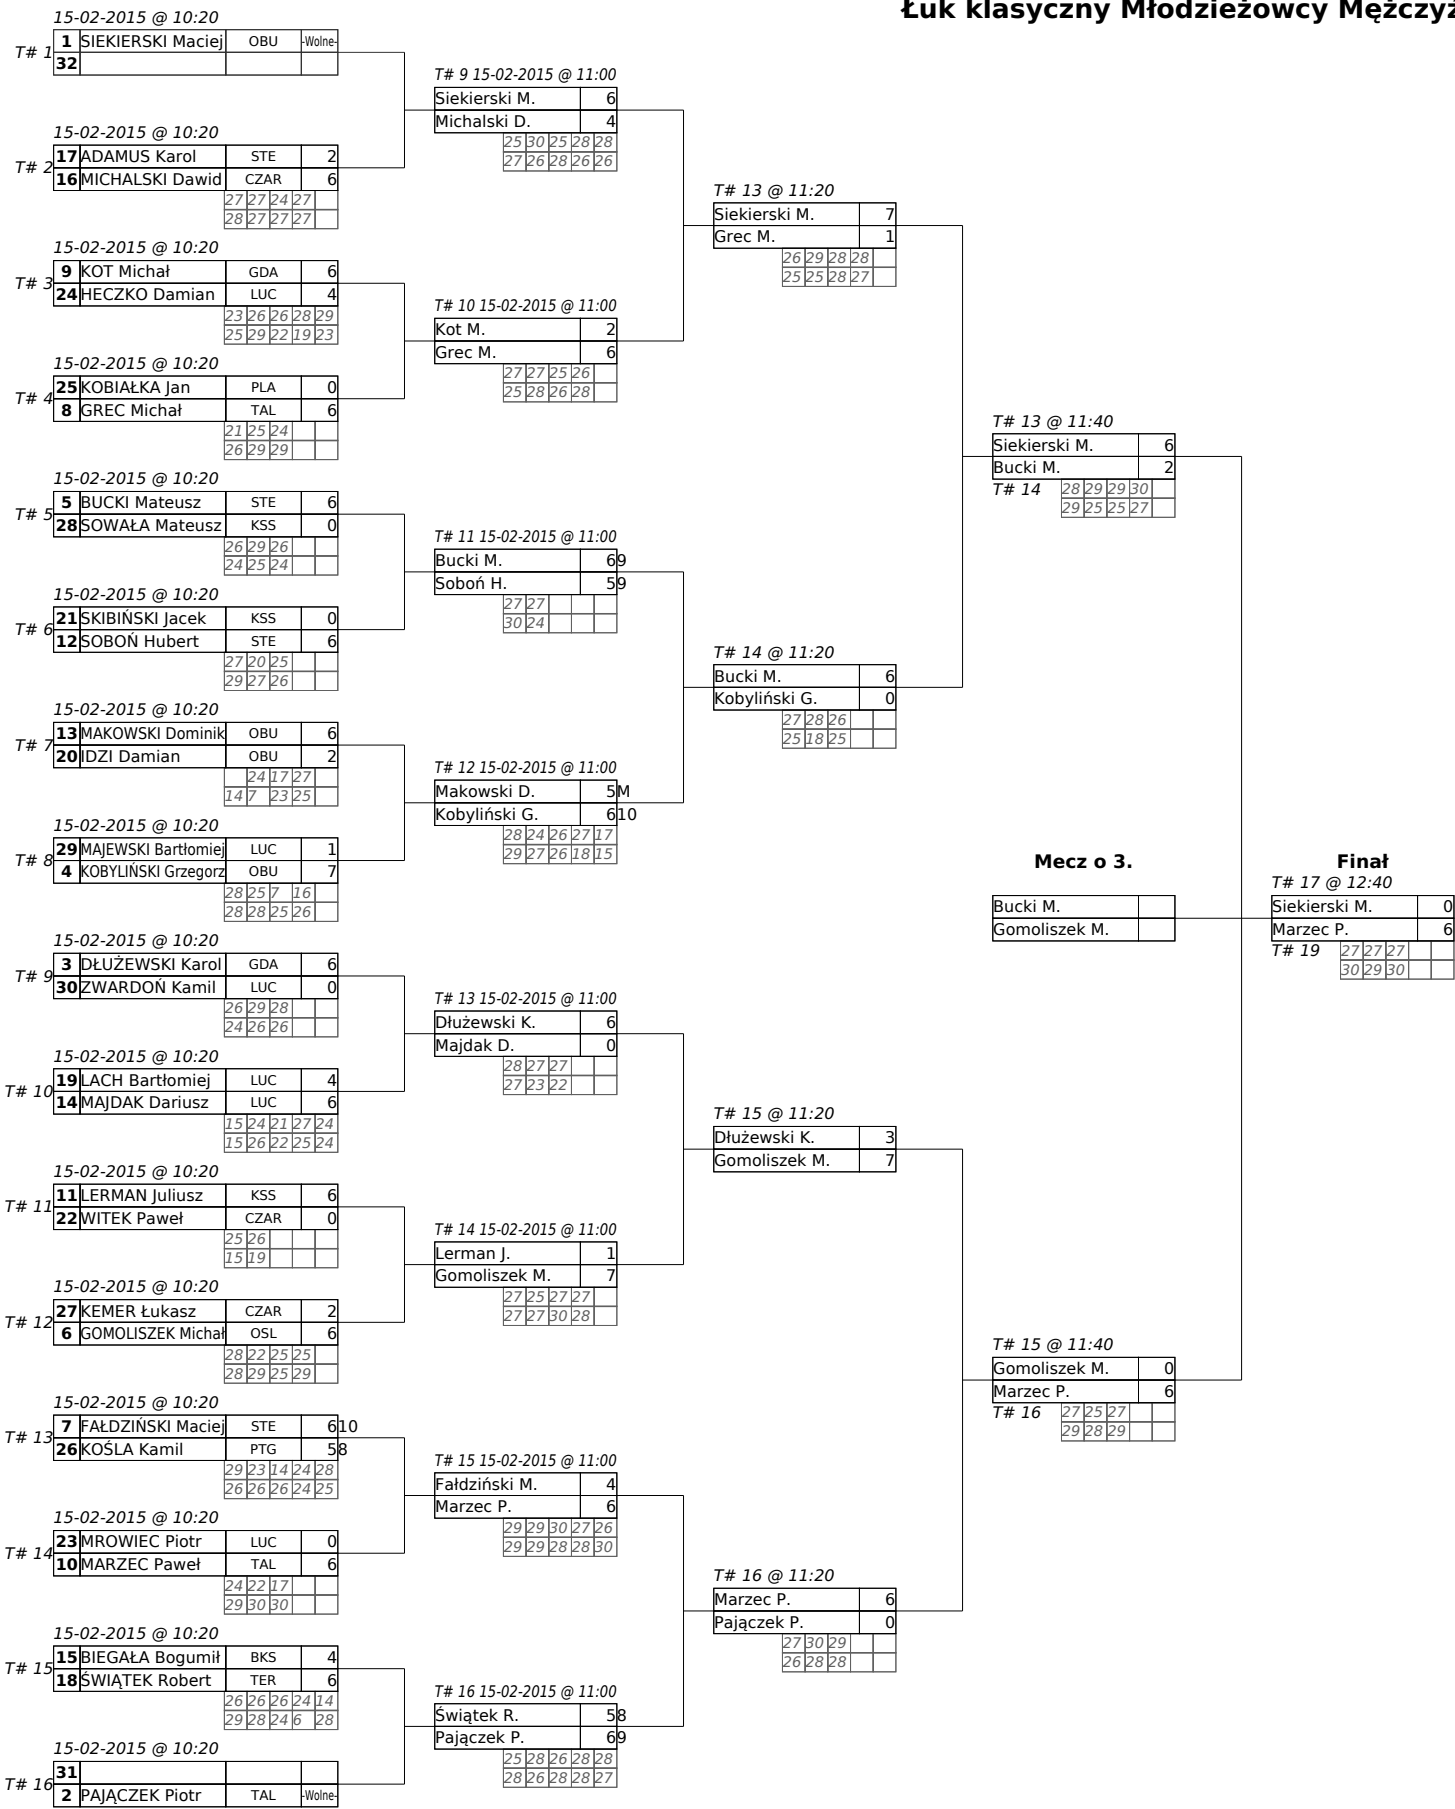 Łuk klasyczny Młodzieżowcy Mężczyź
15-02-2015 @ 10:20
T# 1
1 SIEKIERSKI Maciej OBU -Wolne-
32
15-02-2015 @ 10:20
T# 2
17 ADAMUS Karol STE 2
16 MICHALSKI Dawid CZAR 6
27 27 24 27
28 27 27 27
15-02-2015 @ 10:20
T# 3
9 KOT Michał GDA 6
24 HECZKO Damian LUC 4
23 26 26 28 29
25 29 22 19 23
15-02-2015 @ 10:20
T# 4
25 KOBIAŁKA Jan PLA 0
8 GREC Michał TAL 6
21 25 24
26 29 29
15-02-2015 @ 10:20
T# 5
5 BUCKI Mateusz STE 6
28 SOWAŁA Mateusz KSS 0
26 29 26
24 25 24
15-02-2015 @ 10:20
T# 6
21 SKIBIŃSKI Jacek KSS 0
12 SOBOŃ Hubert STE 6
27 20 25
29 27 26
15-02-2015 @ 10:20
T# 7
13 MAKOWSKI Dominik OBU 6
20 IDZI Damian OBU 2
24 17 27
14 7 23 25
15-02-2015 @ 10:20
T# 8
29 MAJEWSKI Bartłomiej LUC 1
4 KOBYLIŃSKI Grzegorz OBU 7
28 25 7 16
28 28 25 26
15-02-2015 @ 10:20
T# 9
3 DŁUŻEWSKI Karol GDA 6
30 ZWARDOŃ Kamil LUC 0
26 29 28
24 26 26
15-02-2015 @ 10:20
T# 10
19 LACH Bartłomiej LUC 4
14 MAJDAK Dariusz LUC 6
15 24 21 27 24
15 26 22 25 24
15-02-2015 @ 10:20
T# 11
11 LERMAN Juliusz KSS 6
22 WITEK Paweł CZAR 0
25 26
15 19
15-02-2015 @ 10:20
T# 12
27 KEMER Łukasz CZAR 2
6 GOMOLISZEK Michał OSL 6
28 22 25 25
28 29 25 29
15-02-2015 @ 10:20
T# 13
7 FAŁDZIŃSKI Maciej STE 6 10
26 KOŚLA Kamil PTG 5 8
29 23 14 24 28
26 26 26 24 25
15-02-2015 @ 10:20
T# 14
23 MROWIEC Piotr LUC 0
10 MARZEC Paweł TAL 6
24 22 17
29 30 30
15-02-2015 @ 10:20
T# 15
15 BIEGAŁA Bogumił BKS 4
18 ŚWIĄTEK Robert TER 6
26 26 26 24 14
29 28 24 6 28
15-02-2015 @ 10:20
T# 16
31
2 PAJĄCZEK Piotr TAL -Wolne-
T# 9 15-02-2015 @ 11:00
Siekierski M. 6
Michalski D. 4
25 30 25 28 28
27 26 28 26 26
T# 10 15-02-2015 @ 11:00
Kot M. 2
Grec M. 6
27 27 25 26
25 28 26 28
T# 11 15-02-2015 @ 11:00
Bucki M. 6 9
Soboń H. 5 9
27 27
30 24
T# 12 15-02-2015 @ 11:00
Makowski D. 5 M
Kobyliński G. 6 10
28 24 26 27 17
29 27 26 18 15
T# 13 15-02-2015 @ 11:00
Dłużewski K. 6
Majdak D. 0
28 27 27
27 23 22
T# 14 15-02-2015 @ 11:00
Lerman J. 1
Gomoliszek M. 7
27 25 27 27
27 27 30 28
T# 15 15-02-2015 @ 11:00
Fałdziński M. 4
Marzec P. 6
29 29 30 27 26
29 29 28 28 30
T# 16 15-02-2015 @ 11:00
Świątek R. 5 8
Pajączek P. 6 9
25 28 26 28 28
28 26 28 28 27
T# 13 @ 11:20
Siekierski M. 7
Grec M. 1
26 29 28 28
25 25 28 27
T# 14 @ 11:20
Bucki M. 6
Kobyliński G. 0
27 28 26
25 18 25
T# 15 @ 11:20
Dłużewski K. 3
Gomoliszek M. 7
T# 16 @ 11:20
Marzec P. 6
Pajączek P. 0
27 30 29
26 28 28
T# 13 @ 11:40
Siekierski M. 6
Bucki M. 2
T# 14 28 29 29 30
29 25 25 27
Mecz o 3.
Bucki M.
Gomoliszek M.
T# 15 @ 11:40
Gomoliszek M. 0
Marzec P. 6
T# 16 27 25 27
29 28 29
Finał
T# 17 @ 12:40
Siekierski M. 0
Marzec P. 6
T# 19 27 27 27
30 29 30